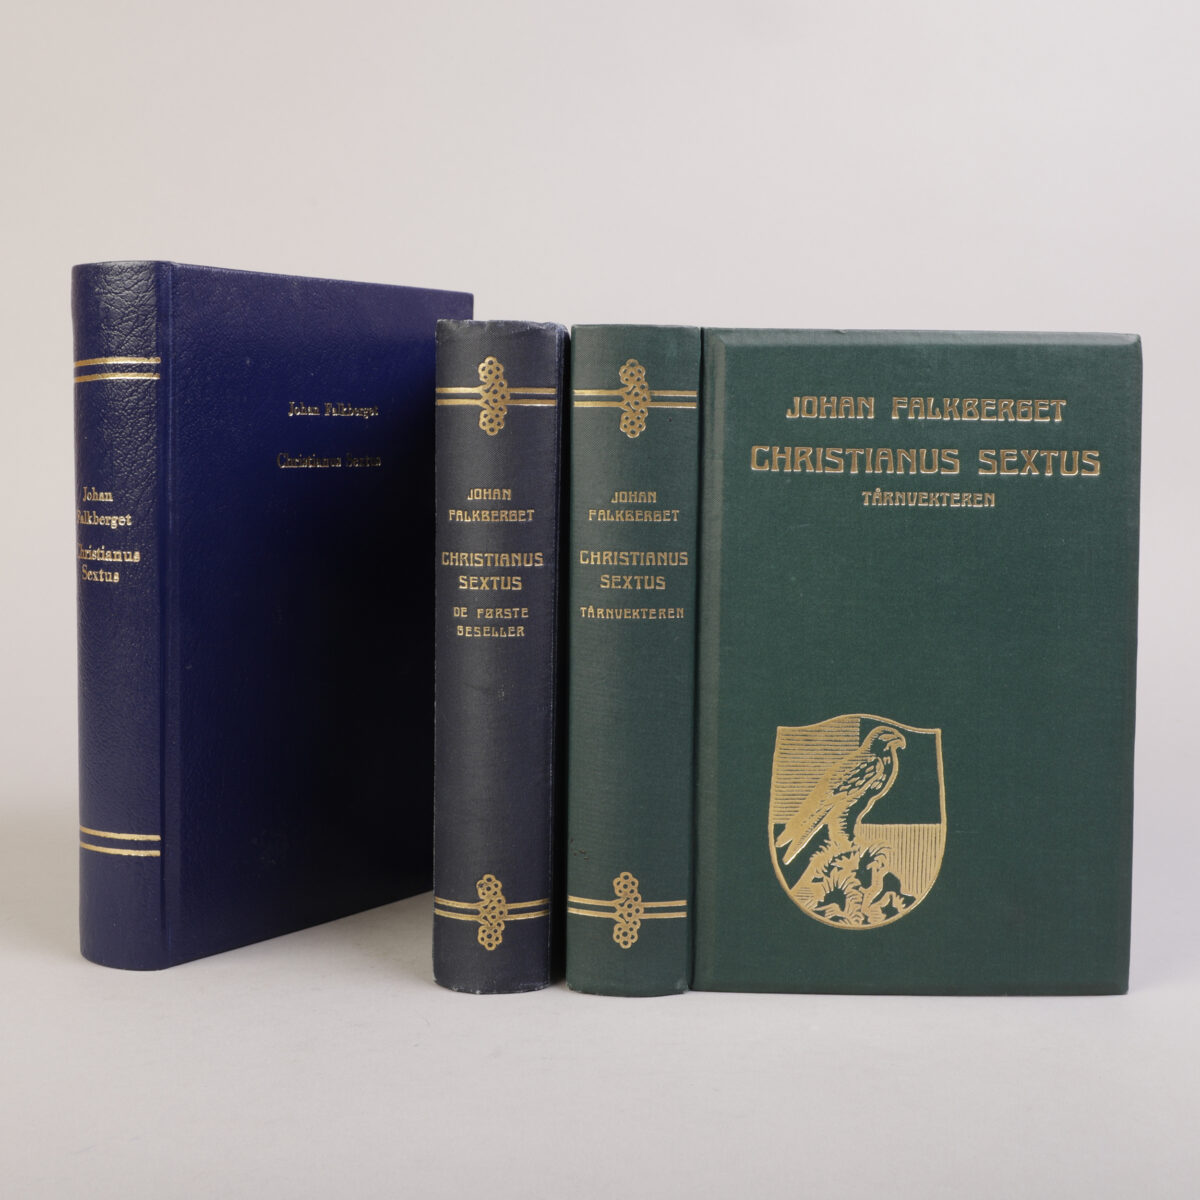 Johan
Falkberget
Christianus
Sextus
Johan Falkberget
Christianus Sextus
JOHAN
FALKBERGET
CHRISTIANUS
SEXTUS
DE FØRSTE
GESELLER
JOHAN
FALKBERGET
CHRISTIANUS
SEXTUS
TÅRNVEKTEREN
JOHAN FALKBERGET
CHRISTIANUS SEXTUS
TÅRNVEKTEREN